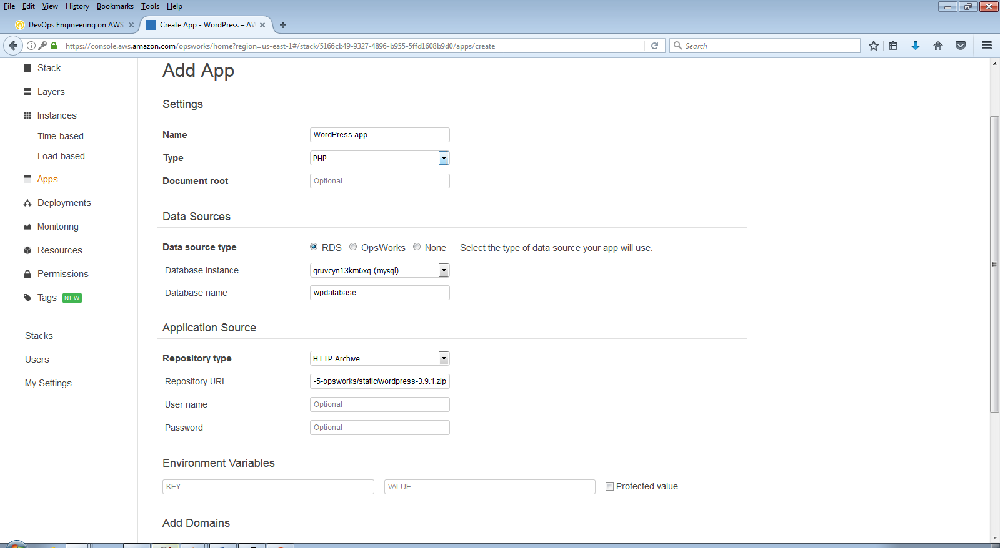 File Edit View History Bookmarks Tools Help
DevOps Engineering on AWS
Create App - WordPress – AW
https://console.aws.amazon.com/opsworks/home?region=us-east-1#/stack/5166cb49-9327-4896-b955-5ffd1608b9d0/apps/create
Search
Stack
Layers
Instances
Time-based
Load-based
Apps
Deployments
Monitoring
Resources
Permissions
Tags NEW
Stacks
Users
My Settings
Add App
Settings
Name WordPress app
Type PHP
Document root Optional
Data Sources
Data source type RDS OpsWorks None Select the type of data source your app will use.
Database instance qruvcyn13km6xq (mysql)
Database name wpdatabase
Application Source
Repository type HTTP Archive
Repository URL -5-opsworks/static/wordpress-3.9.1.zip
User name Optional
Password Optional
Environment Variables
KEY VALUE Protected value
Add Domains